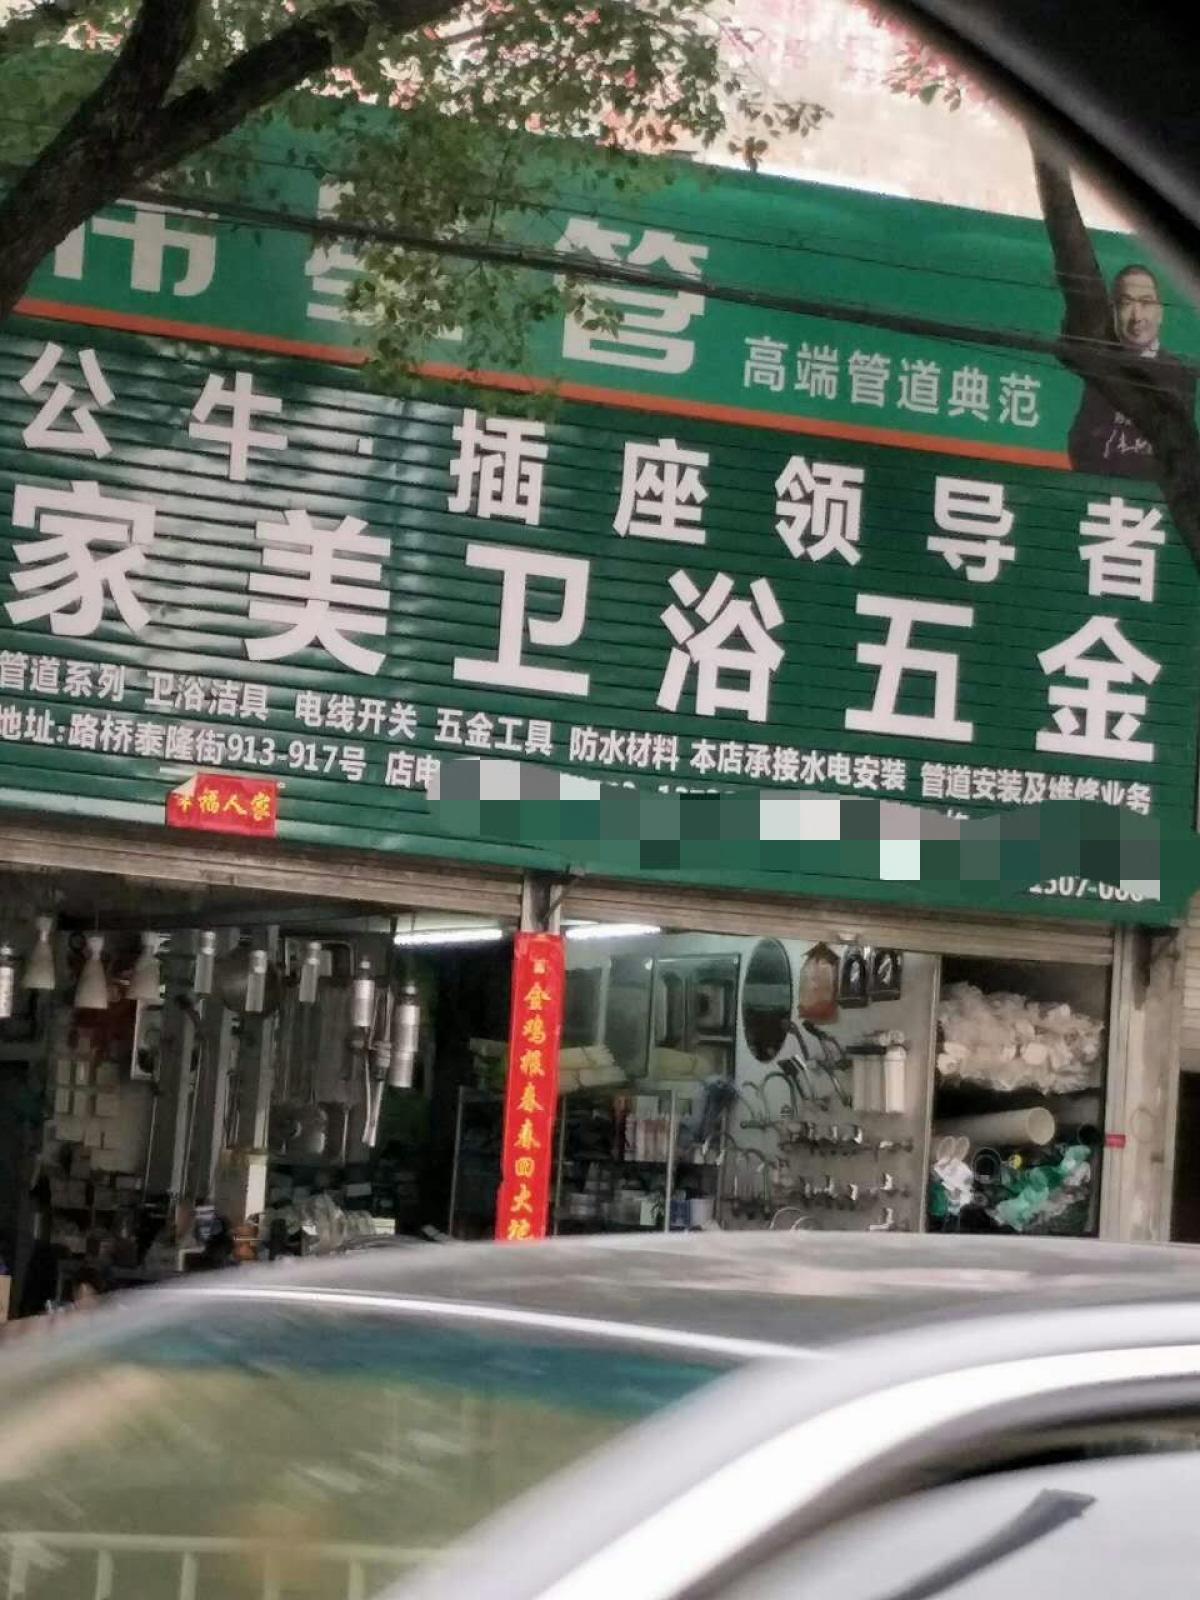 伟星管
高端管道典范
公牛·插座领导者
家美卫浴五金
管道系列 卫浴洁具 电线开关 五金工具 防水材料 本店承接水电安装 管道安装及维修业务
地址:路桥泰隆街913-917号 店电
福人家
金鸡报春春回大地